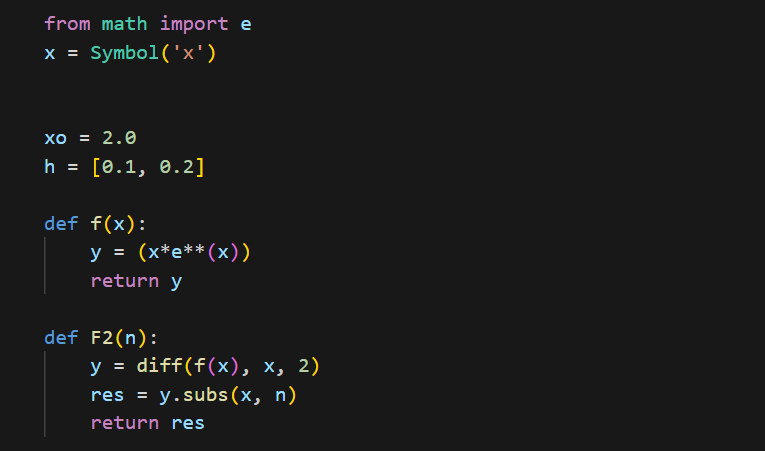 from math import e
x = Symbol('x')
xo = 2.0
h = [0.1, 0.2]
def f(x):
    y = (x*e**(x))
    return y
def F2(n):
    y = diff(f(x), x, 2)
    res = y.subs(x, n)
    return res